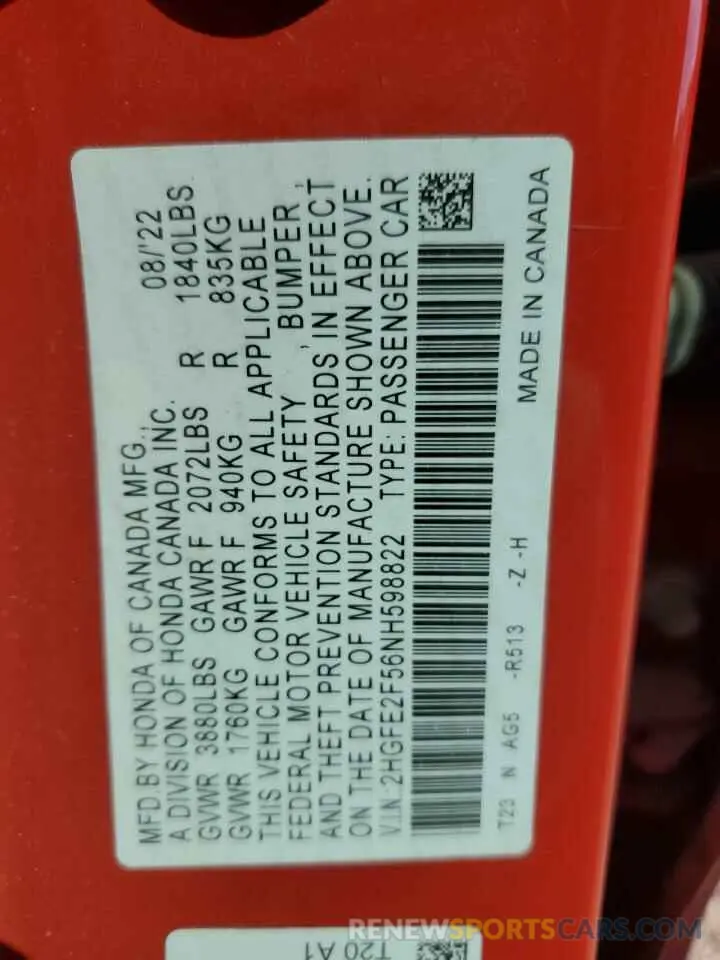 MFD.BY HONDA OF CANADA MFG., 08/'22
A DIVISION OF HONDA CANADA INC.
GVWR 3880LBS GAWR F 2072LBS R 1840LBS
GVWR 1760KG GAWR F 940KG R 835KG
THIS VEHICLE CONFORMS TO ALL APPLICABLE
FEDERAL MOTOR VEHICLE SAFETY , BUMPER ,
AND THEFT PREVENTION STANDARDS IN EFFECT
ON THE DATE OF MANUFACTURE SHOWN ABOVE.
V.I.N:2HGFE2F56NH598822 TYPE: PASSENGER CAR
T23 N AG5 -R513 -Z -H MADE IN CANADA
T20 A1
RENEWSPORTSCARS.COM